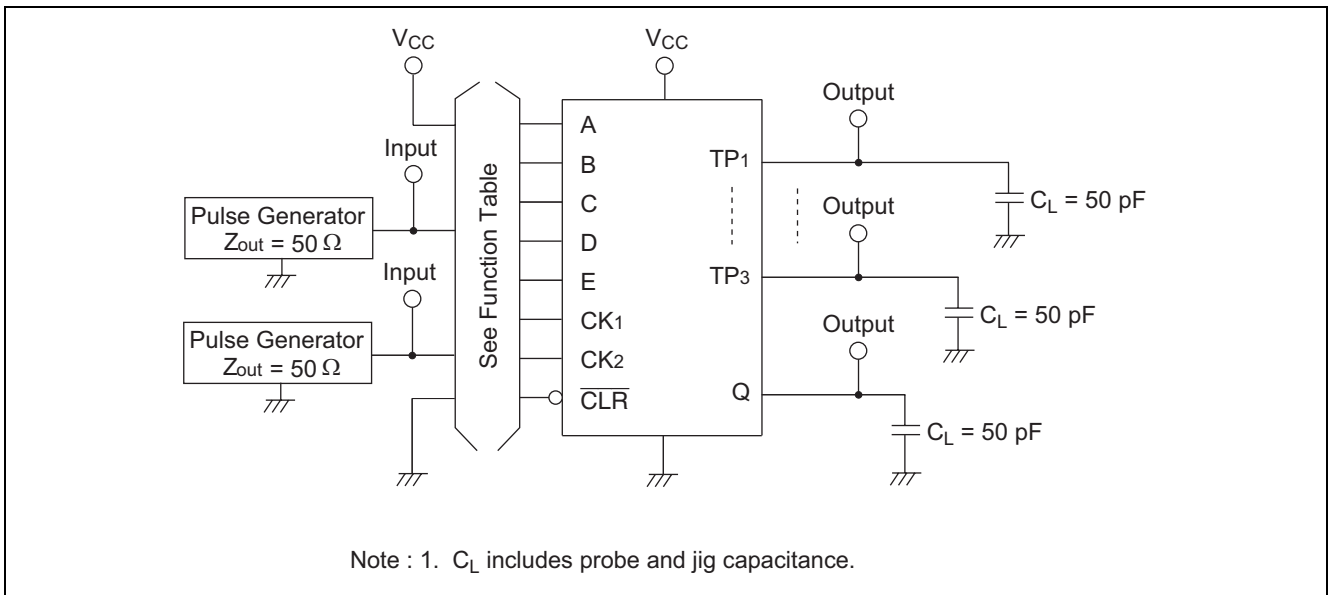 VCC
VCC
Output
Input
A
B
C
D
E
CK1
CK2
CLR
TP1
TP3
Q
See Function Table
Pulse Generator
Zout = 50 Ω
Input
Pulse Generator
Zout = 50 Ω
CL = 50 pF
Output
CL = 50 pF
Output
CL = 50 pF
Note : 1. CL includes probe and jig capacitance.